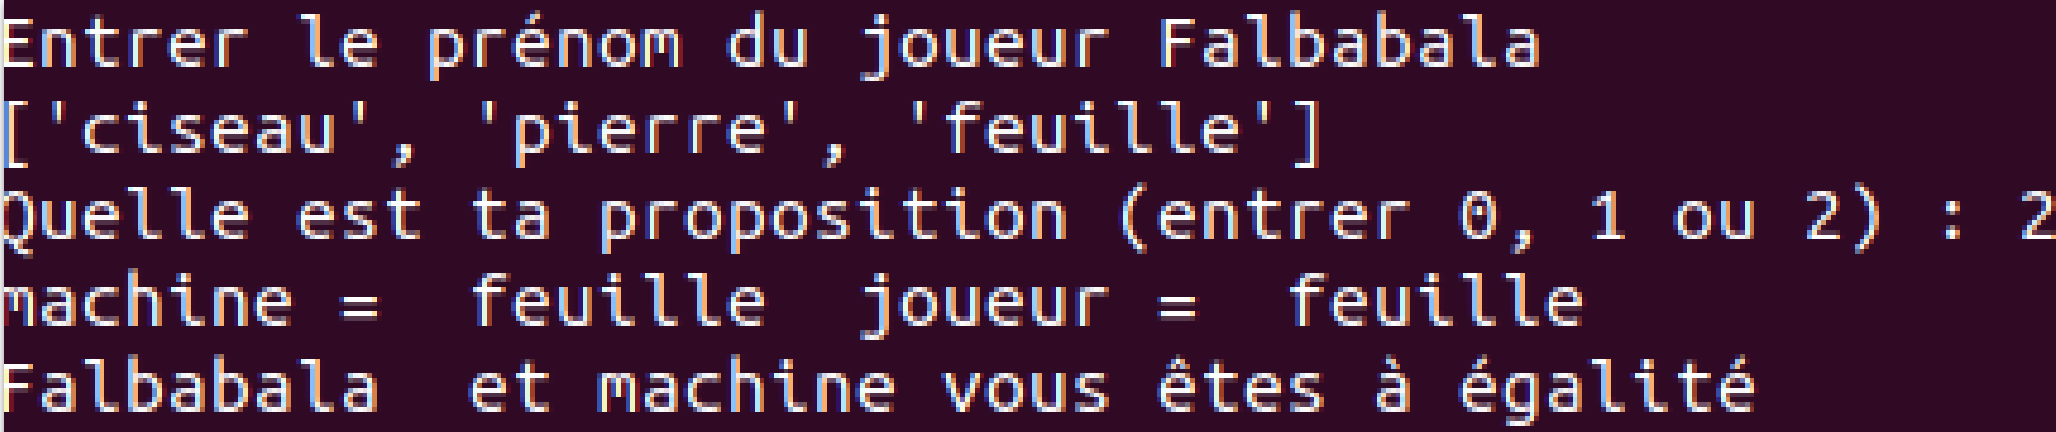 Entrer le prénom du joueur Falbabala
['ciseau', 'pierre', 'feuille']
Quelle est ta proposition (entrer 0, 1 ou 2) : 2
machine =  feuille  joueur =  feuille
Falbabala  et machine vous êtes à égalité